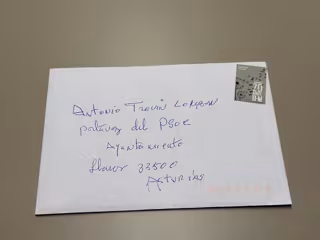 Antonio Trevín Lombán
portavoz del PSOE
Ayuntamiento
Llanes 33500
ASTURIAS